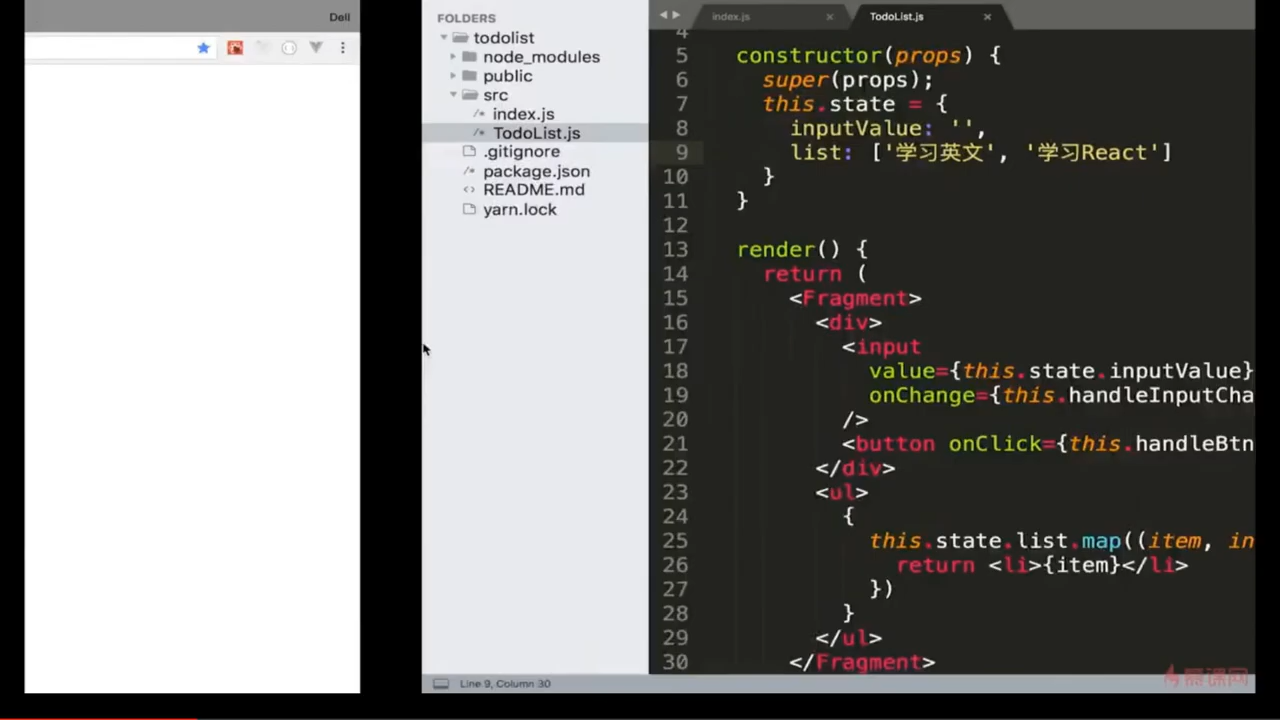 Dell
FOLDERS
todolist
node_modules
public
src
index.js
TodoList.js
.gitignore
package.json
README.md
yarn.lock
index.js
TodoList.js
4
5 constructor(props) {
6 super(props);
7 this.state = {
8 inputValue: '',
9 list: ['学习英文', '学习React']
10 }
11 }
12
13 render() {
14 return (
15 <Fragment>
16 <div>
17 <input
18 value={this.state.inputValue}
19 onChange={this.handleInputCha
20 />
21 <button onClick={this.handleBtn
22 </div>
23 <ul>
24 {
25 this.state.list.map((item, in
26 return <li>{item}</li>
27 })
28 }
29 </ul>
30 </Fragment>
Line 9, Column 30
慕课网